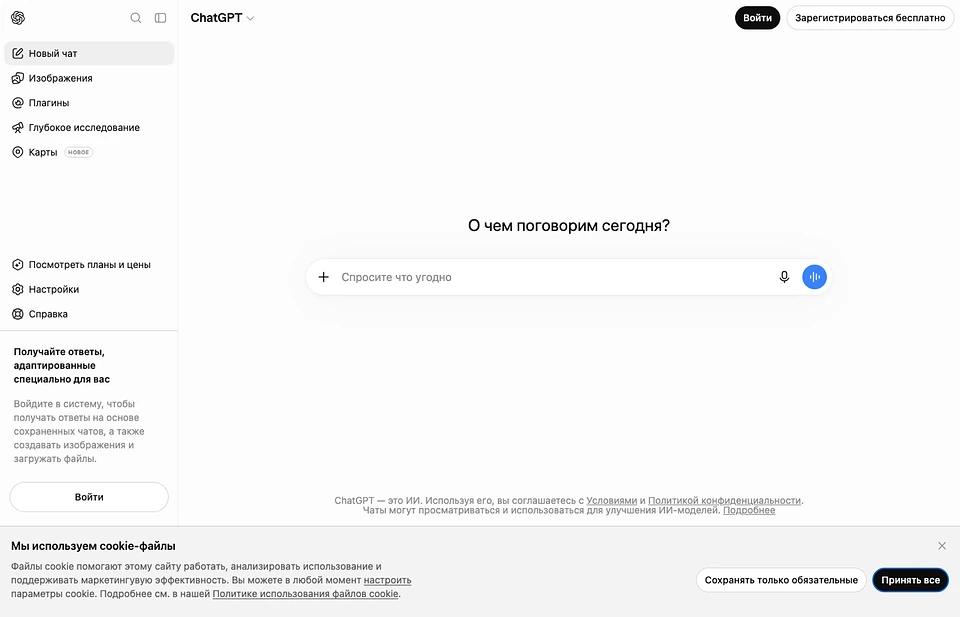 ChatGPT
Войти
Зарегистрироваться бесплатно
Новый чат
Изображения
Плагины
Глубокое исследование
Карты НОВОЕ
Посмотреть планы и цены
Настройки
Справка
Получайте ответы,
адаптированные
специально для вас
Войдите в систему, чтобы
получать ответы на основе
сохраненных чатов, а также
создавать изображения и
загружать файлы.
Войти
О чем поговорим сегодня?
Спросите что угодно
ChatGPT — это ИИ. Используя его, вы соглашаетесь с Условиями и Политикой конфиденциальности.
Чаты могут просматриваться и использоваться для улучшения ИИ-моделей. Подробнее
Мы используем cookie-файлы
Файлы cookie помогают этому сайту работать, анализировать использование и
поддерживать маркетингвую эффективность. Вы можете в любой момент настроить
параметры cookie. Подробнее см. в нашей Политике использования файлов cookie.
Сохранять только обязательные
Принять все